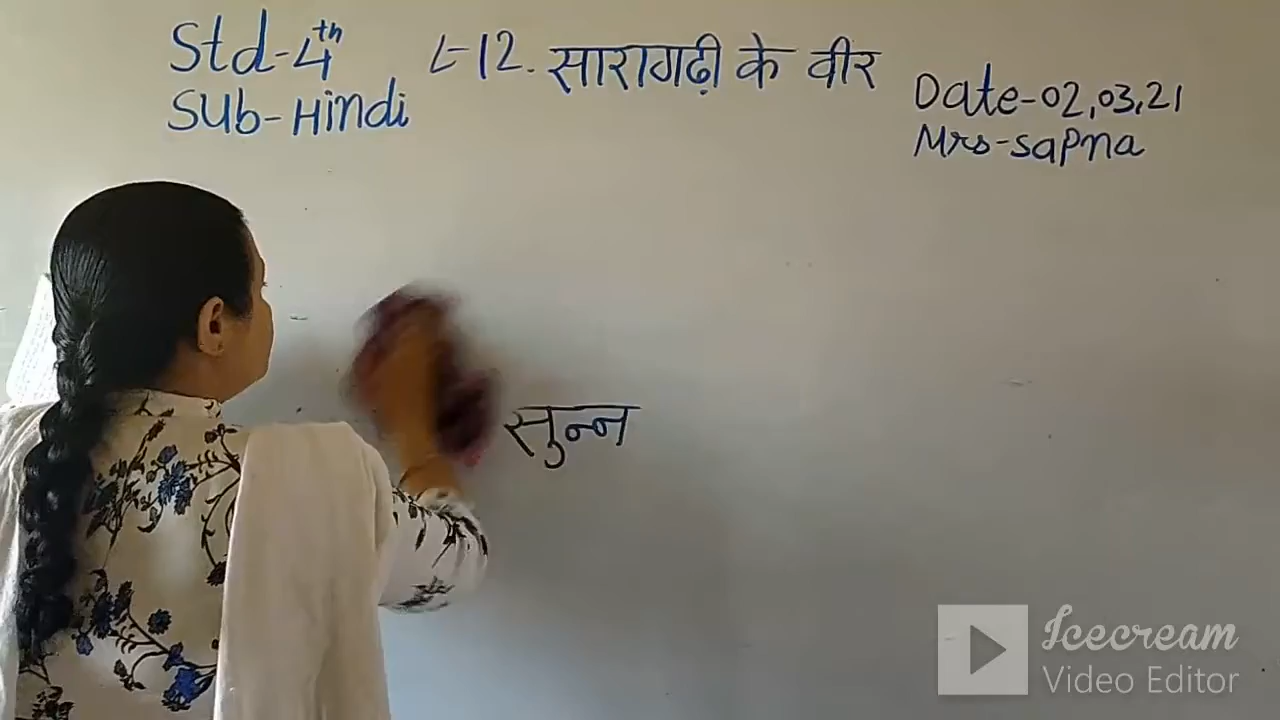 Std-4th
L-12. सारागढ़ी के वीर
Date-02,03,21
Sub-Hindi
Mrs-sapna
सुन्न
Icecream
Video Editor